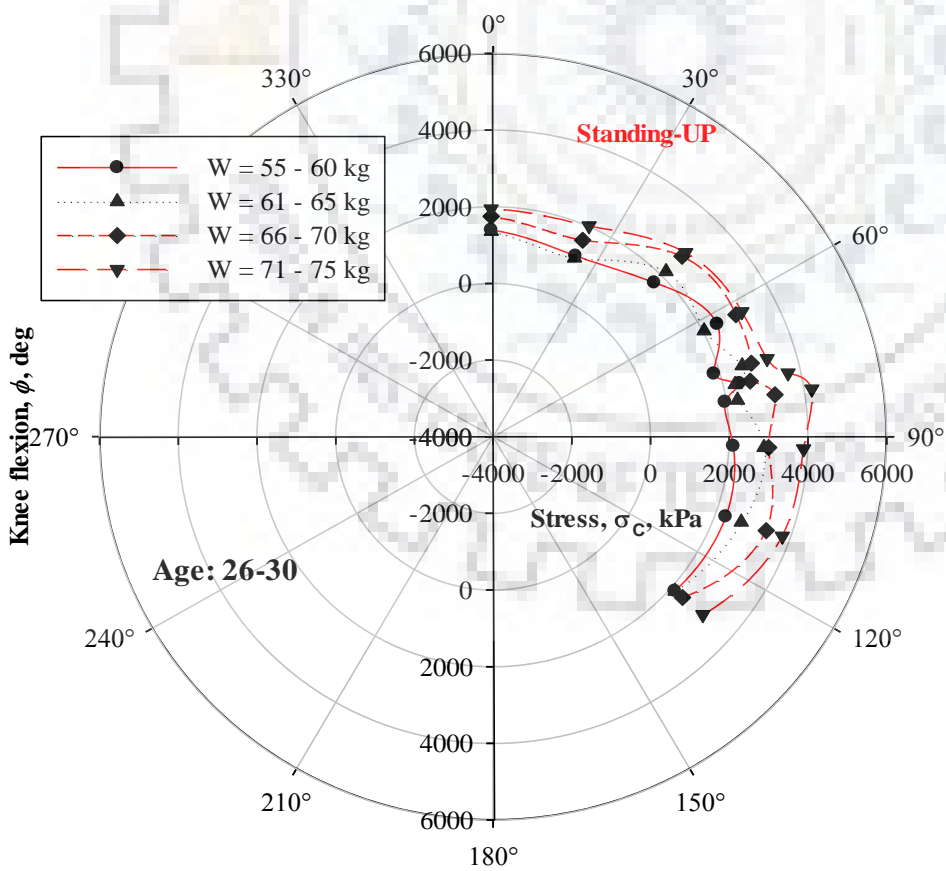 0°
6000
330°
30°
Standing-UP
4000
W = 55 - 60 kg
W = 61 - 65 kg
2000
W = 66 - 70 kg
60°
W = 71 - 75 kg
0
-2000
Knee flexion, ϕ, deg
270°
-4000
90°
-4000 -2000 0 2000 4000 6000
-2000
Stress, σc, kPa
Age: 26-30
0
240°
120°
2000
4000
210°
150°
6000
180°